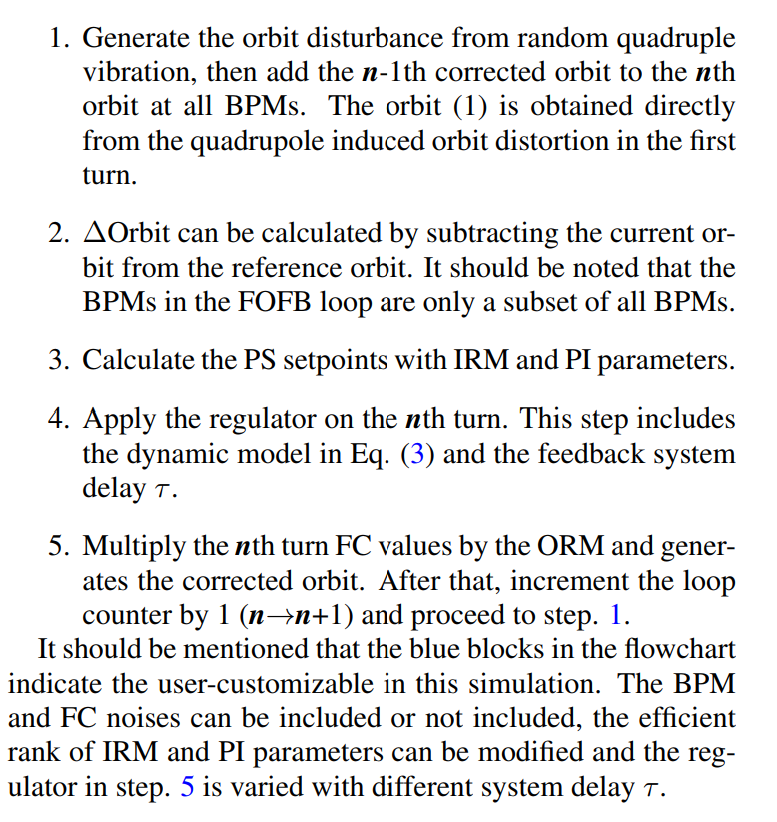 1. Generate the orbit disturbance from random quadruple
vibration, then add the n-1th corrected orbit to the nth
orbit at all BPMs. The orbit (1) is obtained directly
from the quadrupole induced orbit distortion in the first
turn.
2. ΔOrbit can be calculated by subtracting the current or-
bit from the reference orbit. It should be noted that the
BPMs in the FOFB loop are only a subset of all BPMs.
3. Calculate the PS setpoints with IRM and PI parameters.
4. Apply the regulator on the nth turn. This step includes
the dynamic model in Eq. (3) and the feedback system
delay τ.
5. Multiply the nth turn FC values by the ORM and gener-
ates the corrected orbit. After that, increment the loop
counter by 1 (n→n+1) and proceed to step. 1.
It should be mentioned that the blue blocks in the flowchart
indicate the user-customizable in this simulation. The BPM
and FC noises can be included or not included, the efficient
rank of IRM and PI parameters can be modified and the reg-
ulator in step. 5 is varied with different system delay τ.